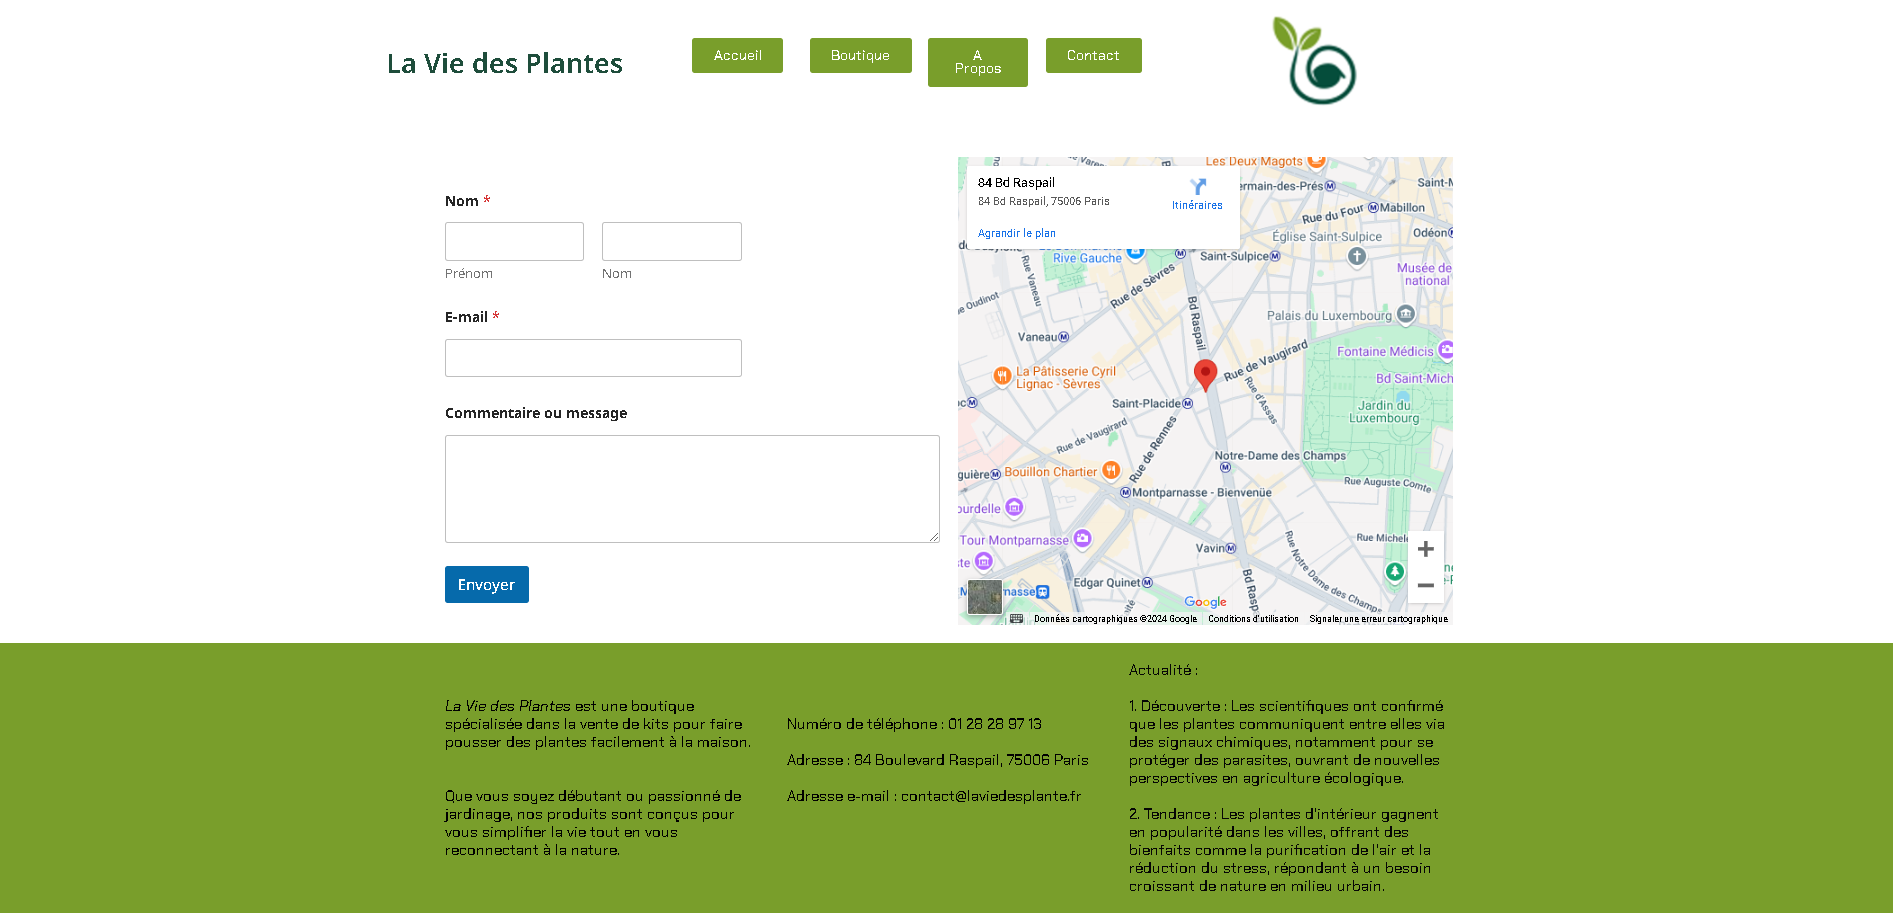 La Vie des Plantes
Accueil
Boutique
A
Propos
Contact
Nom *
Prénom
Nom
E-mail *
Commentaire ou message
Envoyer
84 Bd Raspail
84 Bd Raspail, 75006 Paris
Itinéraires
Agrandir le plan
Les Deux Magots
ermain-des-Prés
Rue du Four
Mabillon
Église Saint-Sulpice
Odéon
Rive Gauche
Saint-Sulpice
Musée de
national
Rue Vaneau
Rue de Sèvres
Bd Raspail
Oudinot
Palais du Luxembourg
Vaneau
Rue de Vaugirard
Fontaine Médicis
La Pâtisserie Cyril
Lignac - Sèvres
Bd Saint-Mich
Rue d'Assas
Saint-Placide
Jardin du
Luxembourg
Rue de Vaugirard
Rue de Rennes
Notre-Dame des Champs
Bouillon Chartier
Rue Auguste Comte
Montparnasse - Bienvenüe
ourdelle
Tour Montparnasse
Vavin
Rue Michel
Rue Notre-Dame des Champs
Edgar Quinet
Bd Ras
Google
Données cartographiques ©2024 Google
Conditions d'utilisation
Signaler une erreur cartographique
La Vie des Plantes est une boutique
spécialisée dans la vente de kits pour faire
pousser des plantes facilement à la maison.
Que vous soyez débutant ou passionné de
jardinage, nos produits sont conçus pour
vous simplifier la vie tout en vous
reconnectant à la nature.
Numéro de téléphone : 01 28 28 97 13
Adresse : 84 Boulevard Raspail, 75006 Paris
Adresse e-mail : contact@laviedesplante.fr
Actualité :
1. Découverte : Les scientifiques ont confirmé
que les plantes communiquent entre elles via
des signaux chimiques, notamment pour se
protéger des parasites, ouvrant de nouvelles
perspectives en agriculture écologique.
2. Tendance : Les plantes d'intérieur gagnent
en popularité dans les villes, offrant des
bienfaits comme la purification de l'air et la
réduction du stress, répondant à un besoin
croissant de nature en milieu urbain.